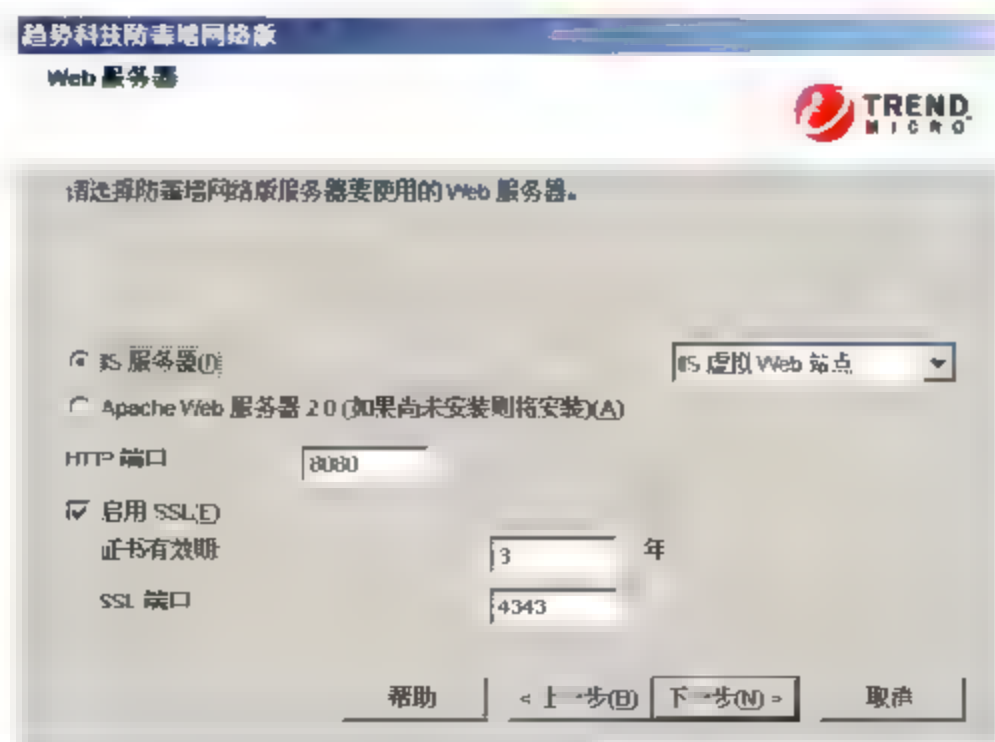 趋势科技防毒墙网络版
Web 服务器
TREND
MICRO
请选择防毒墙网络版服务器要使用的 Web 服务器。
IIS 服务器(I)
IIS 虚拟 Web 站点
Apache Web 服务器 2.0 (如果尚未安装则将安装)(A)
HTTP 端口
8080
启用 SSL(E)
证书有效期
3
年
SSL 端口
4343
帮助
< 上一步(B)
下一步(N) >
取消